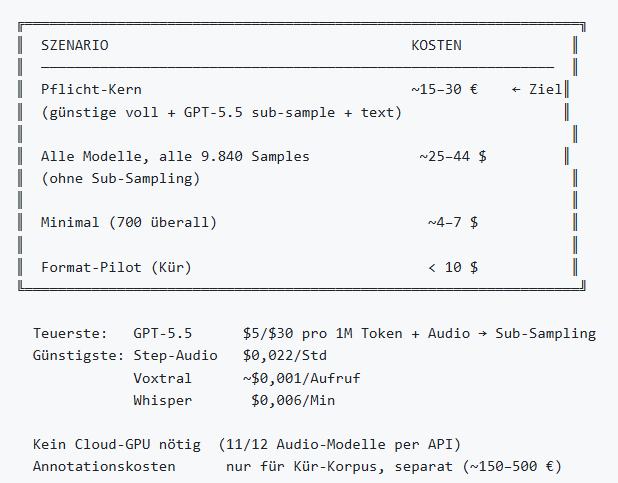 SZENARIO KOSTEN
Pflicht-Kern ~15–30 € ← Ziel
(günstige voll + GPT-5.5 sub-sample + text)
Alle Modelle, alle 9.840 Samples ~25–44 $
(ohne Sub-Sampling)
Minimal (700 überall) ~4–7 $
Format-Pilot (Kür) < 10 $
Teuerste: GPT-5.5 $5/$30 pro 1M Token + Audio → Sub-Sampling
Günstigste: Step-Audio $0,022/Std
Voxtral ~$0,001/Aufruf
Whisper $0,006/Min
Kein Cloud-GPU nötig (11/12 Audio-Modelle per API)
Annotationskosten nur für Kür-Korpus, separat (~150–500 €)